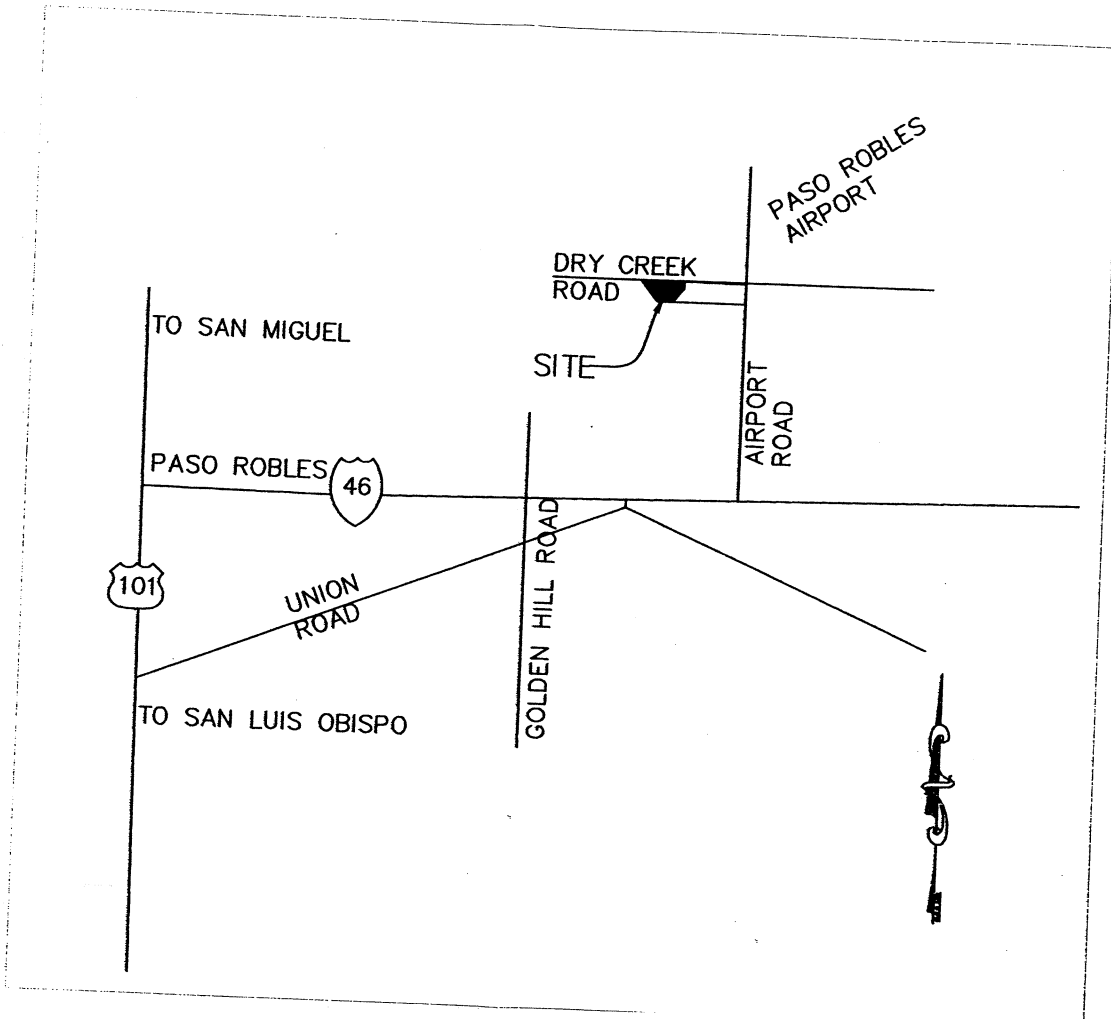 PASO ROBLES
AIRPORT
DRY CREEK
ROAD
TO SAN MIGUEL
SITE
AIRPORT
ROAD
PASO ROBLES
46
GOLDEN HILL ROAD
101
UNION
ROAD
TO SAN LUIS OBISPO